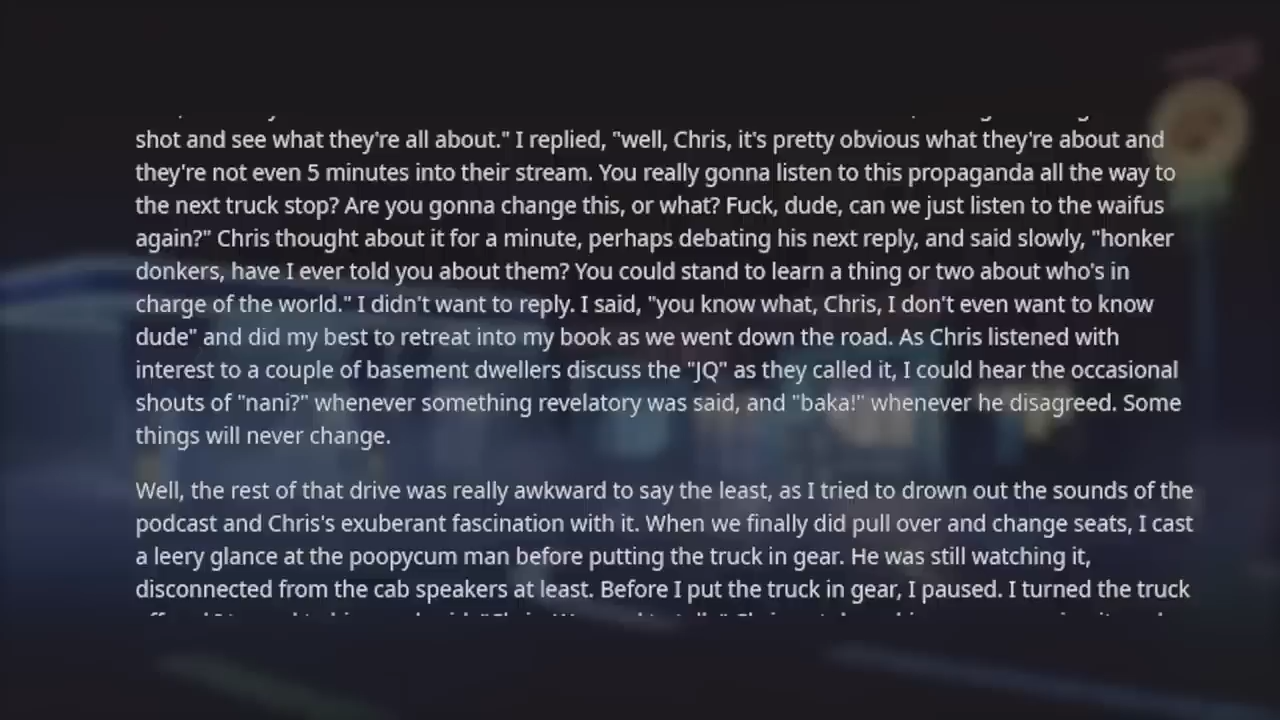 shot and see what they're all about." I replied, "well, Chris, it's pretty obvious what they're about and
they're not even 5 minutes into their stream. You really gonna listen to this propaganda all the way to
the next truck stop? Are you gonna change this, or what? Fuck, dude, can we just listen to the waifus
again?" Chris thought about it for a minute, perhaps debating his next reply, and said slowly, "honker
donkers, have I ever told you about them? You could stand to learn a thing or two about who's in
charge of the world." I didn't want to reply. I said, "you know what, Chris, I don't even want to know
dude" and did my best to retreat into my book as we went down the road. As Chris listened with
interest to a couple of basement dwellers discuss the "JQ" as they called it, I could hear the occasional
shouts of "nani?" whenever something revelatory was said, and "baka!" whenever he disagreed. Some
things will never change.
Well, the rest of that drive was really awkward to say the least, as I tried to drown out the sounds of the
podcast and Chris's exuberant fascination with it. When we finally did pull over and change seats, I cast
a leery glance at the poopycum man before putting the truck in gear. He was still watching it,
disconnected from the cab speakers at least. Before I put the truck in gear, I paused. I turned the truck